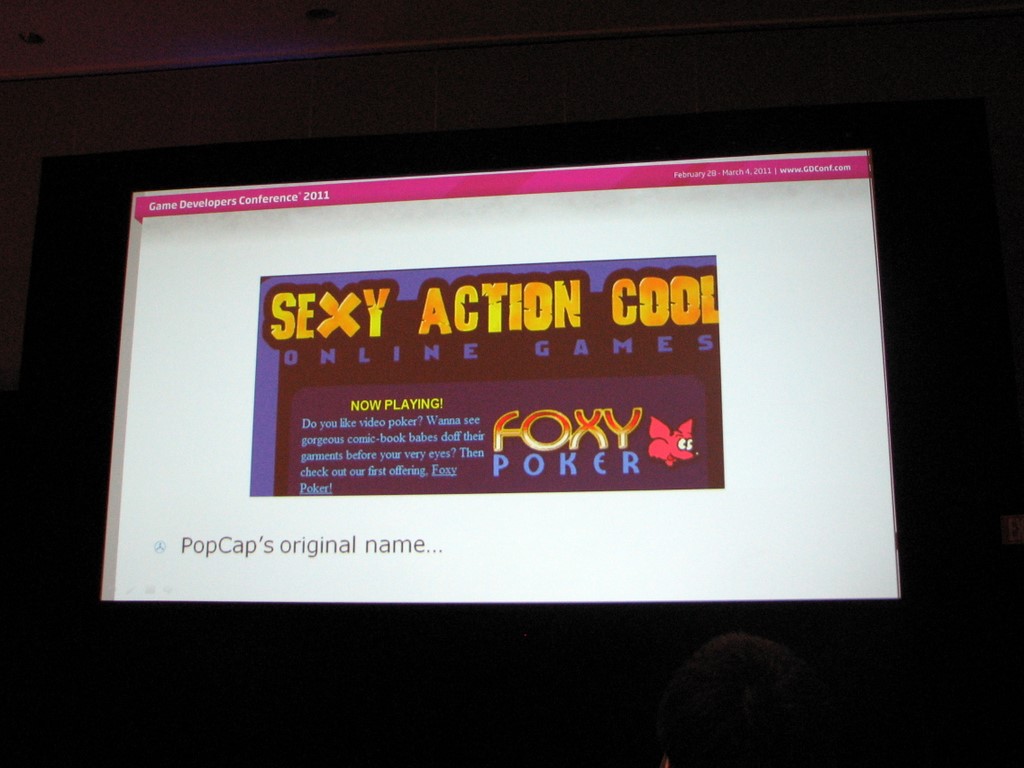 Game Developers Conference® 2011
February 28 - March 4, 2011 | www.GDConf.com
SEXY ACTION COOL
ONLINE GAMES
NOW PLAYING!
Do you like video poker? Wanna see
gorgeous comic-book babes doff their
garments before your very eyes? Then
check out our first offering, Foxy
Poker!
FOXY
POKER
PopCap's original name...